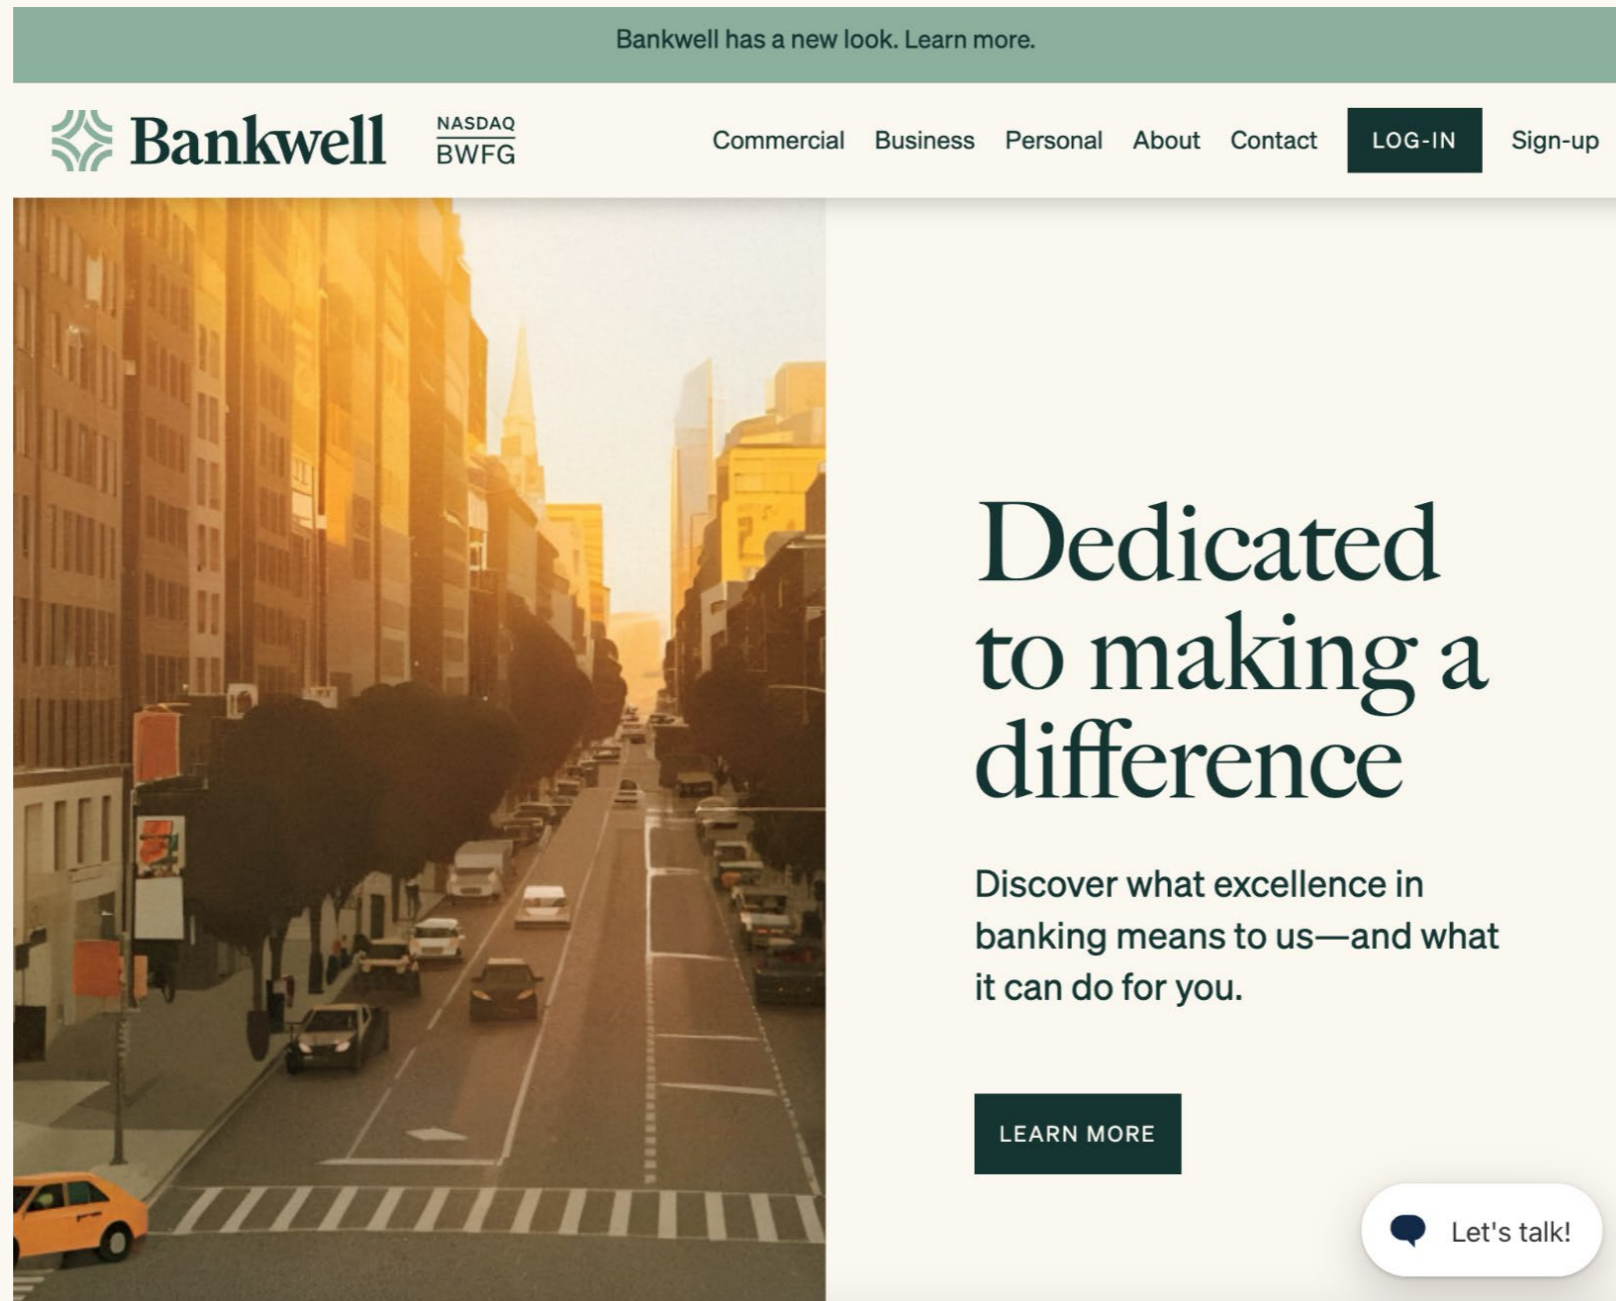 Bankwell has a new look. Learn more.
Bankwell
NASDAQ
BWFG
Commercial
Business
Personal
About
Contact
LOG-IN
Sign-up
Dedicated
to making a
difference
Discover what excellence in
banking means to us—and what
it can do for you.
LEARN MORE
Let's talk!